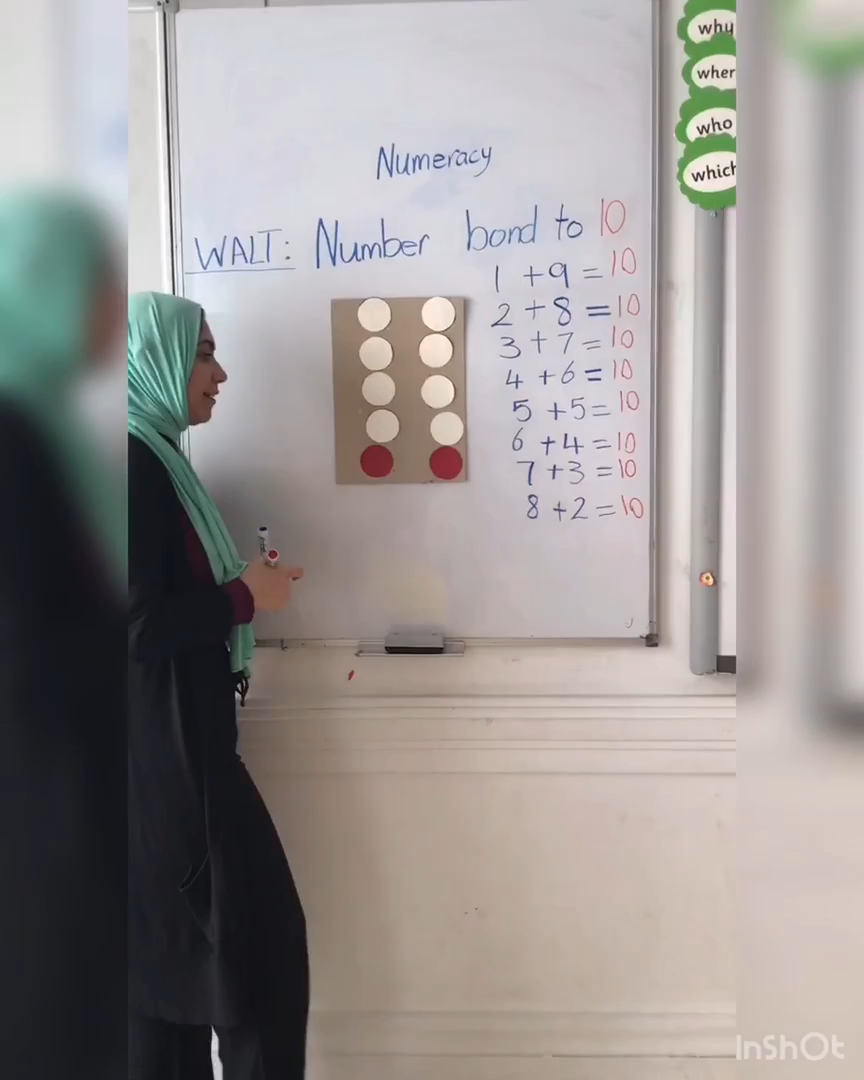 why
wher
who
which
Numeracy
WALT: Number bond to 10
1 + 9 = 10
2 + 8 = 10
3 + 7 = 10
4 + 6 = 10
5 + 5 = 10
6 + 4 = 10
7 + 3 = 10
8 + 2 = 10
InShOt